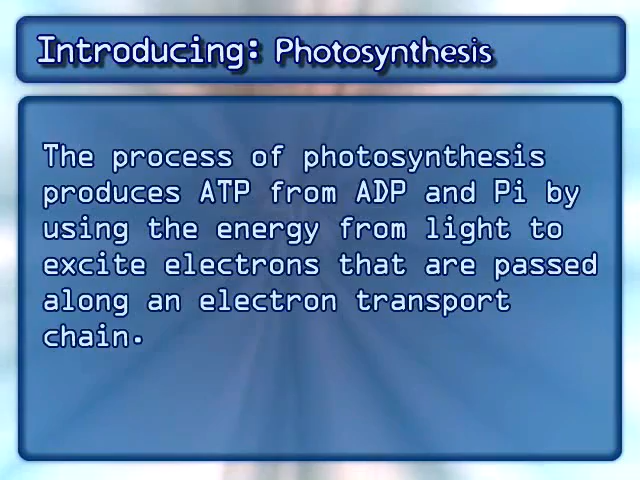 Introducing: Photosynthesis
The process of photosynthesis
produces ATP from ADP and Pi by
using the energy from light to
excite electrons that are passed
along an electron transport
chain.